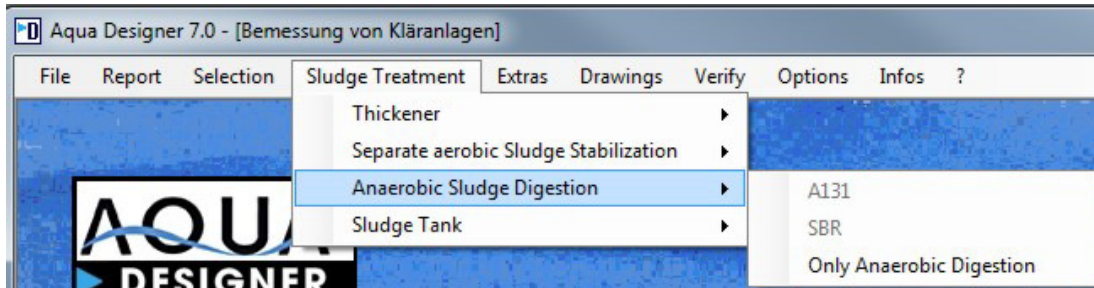 Aqua Designer 7.0 - [Bemessung von Kläranlagen]
File Report Selection Sludge Treatment Extras Drawings Verify Options Infos ?
Thickener
Separate aerobic Sludge Stabilization
Anaerobic Sludge Digestion
Sludge Tank
A131
SBR
Only Anaerobic Digestion
AQUA
DESIGNER